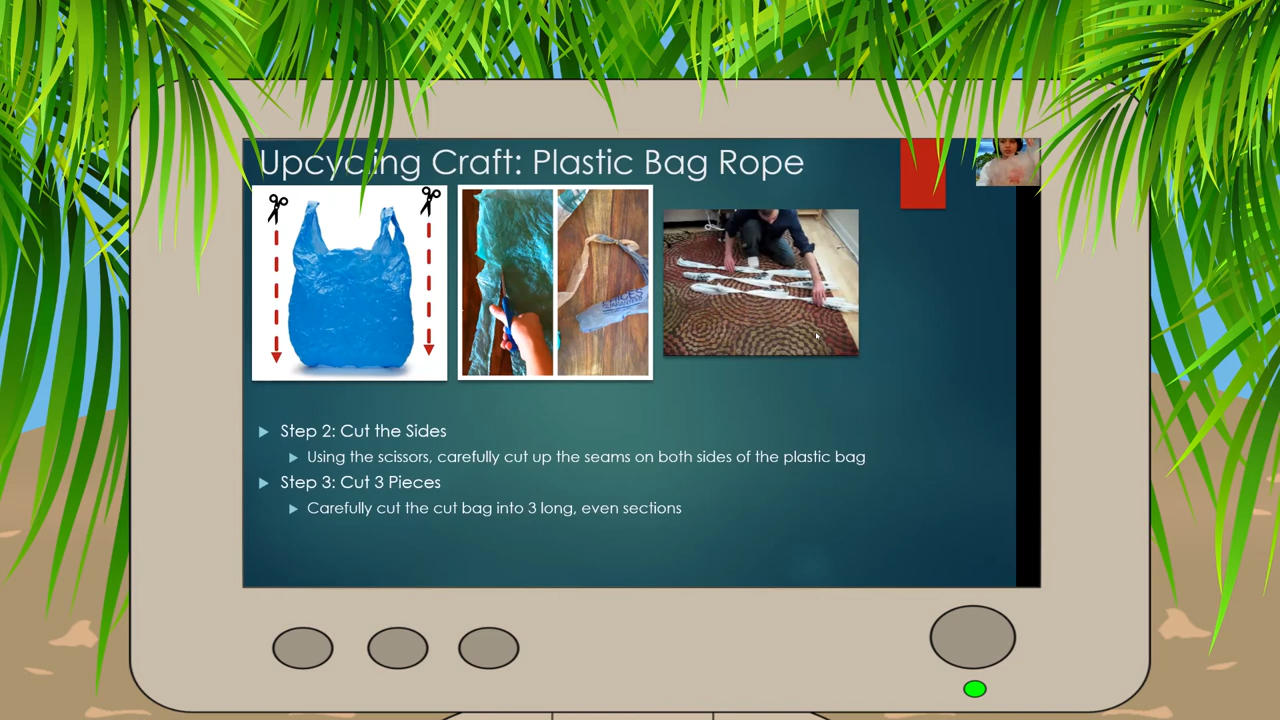 Upcycling Craft: Plastic Bag Rope
Step 2: Cut the Sides
Using the scissors, carefully cut up the seams on both sides of the plastic bag
Step 3: Cut 3 Pieces
Carefully cut the cut bag into 3 long, even sections